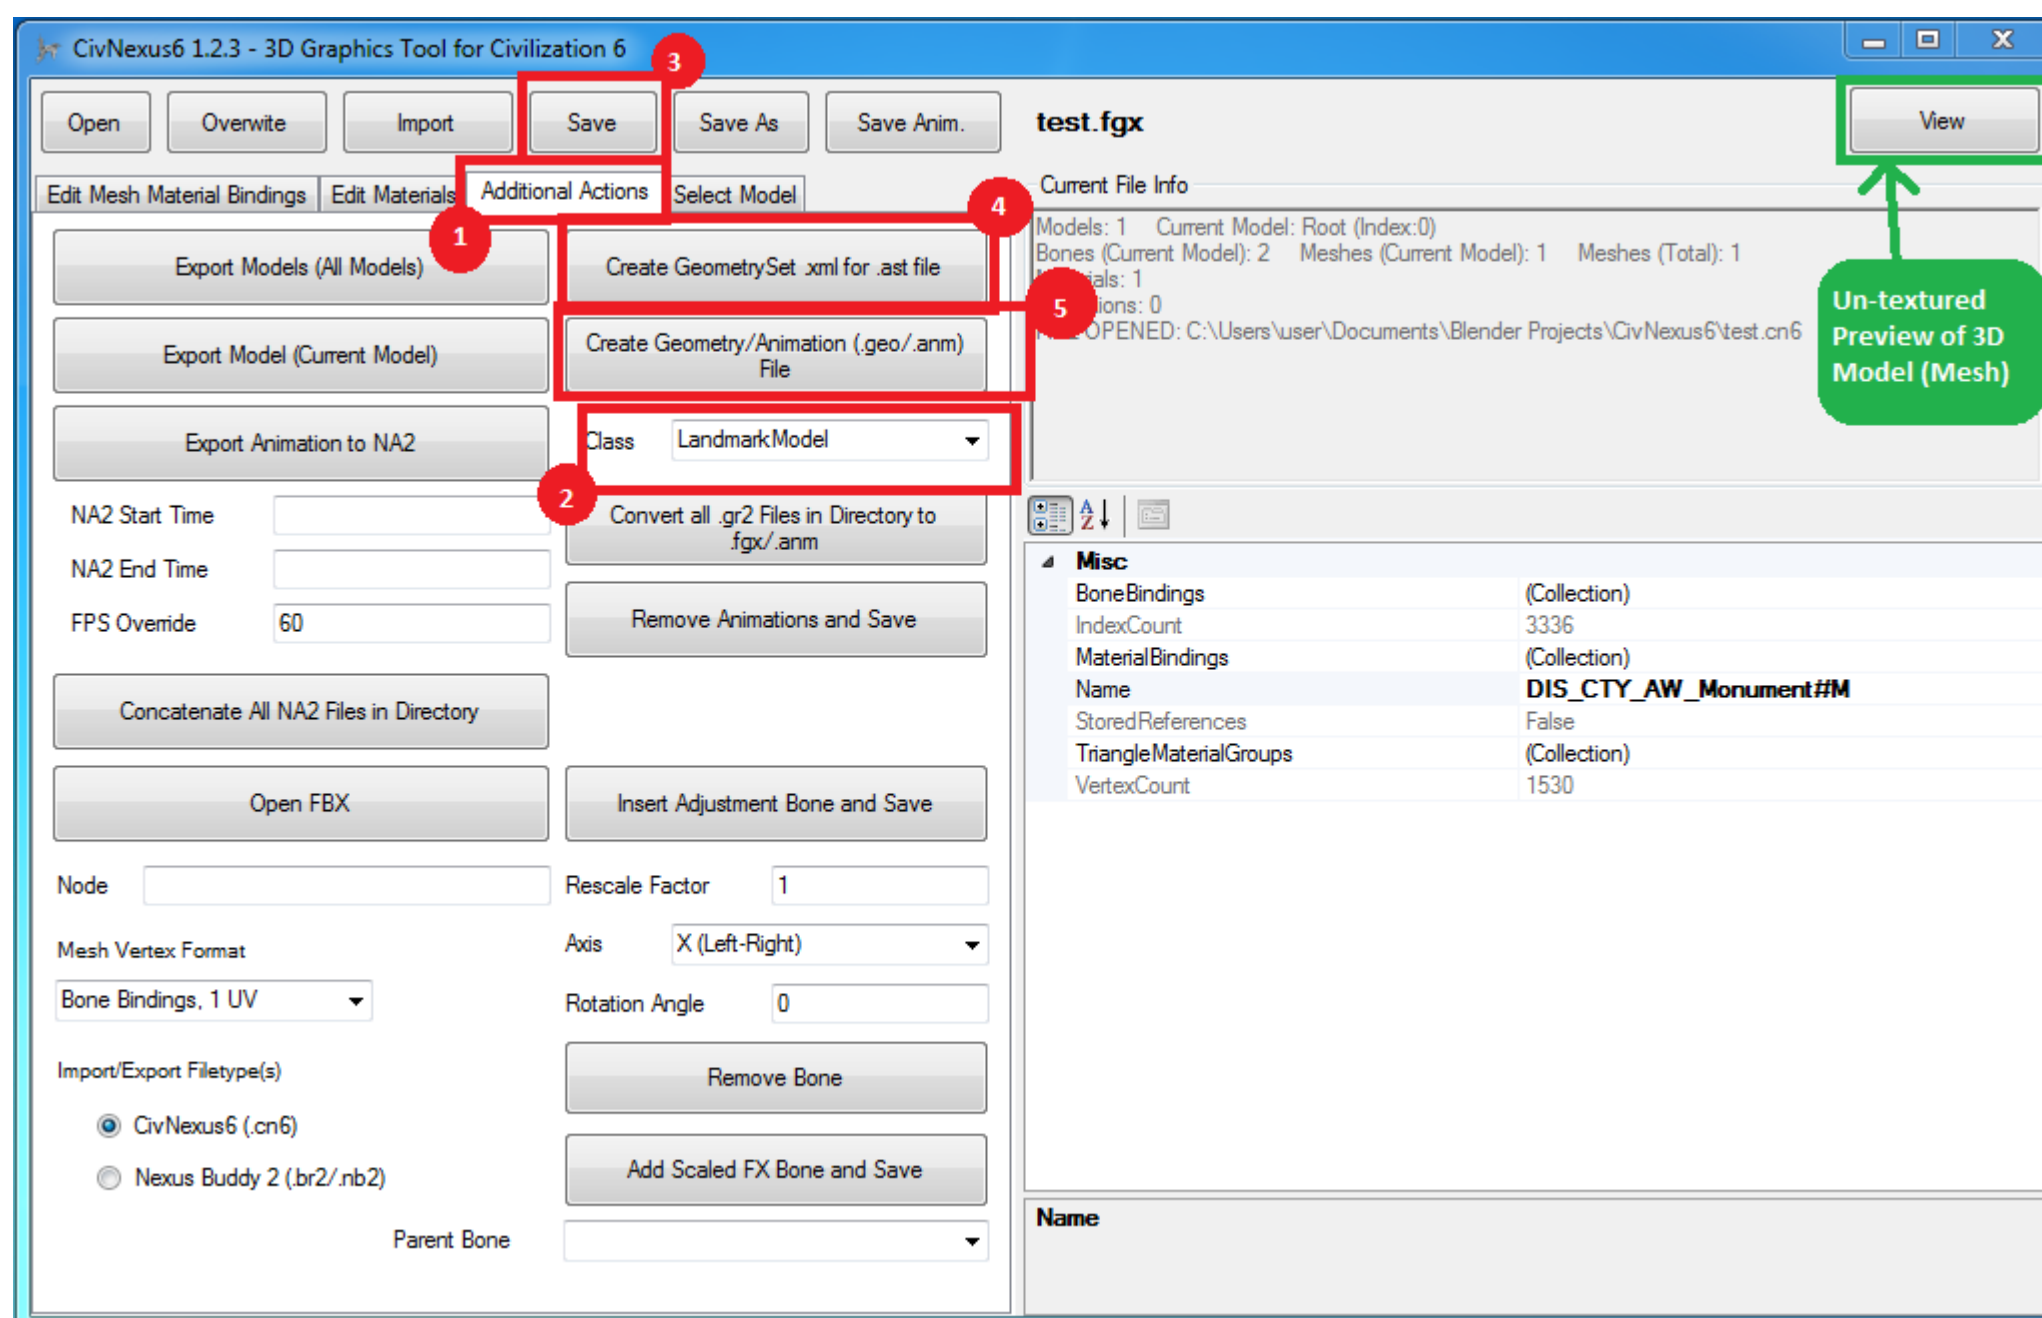 CivNexus6 1.2.3 - 3D Graphics Tool for Civilization 6
3
Open
Overwite
Import
Save
Save As
Save Anim.
test.fgx
View
Edit Mesh Material Bindings
Edit Materials
Additional Actions
Select Model
1
4
Current File Info
Models: 1 Current Model: Root (Index:0)
Bones (Current Model): 2 Meshes (Current Model): 1 Meshes (Total): 1
ials: 1
ions: 0
OPENED: C:\Users\user\Documents\Blender Projects\CivNexus6\test.cn6
Un-textured
Preview of 3D
Model (Mesh)
Export Models (All Models)
Create GeometrySet .xml for .ast file
5
Export Model (Current Model)
Create Geometry/Animation (.geo/.anm)
File
Export Animation to NA2
Class
LandmarkModel
2
NA2 Start Time
Convert all .gr2 Files in Directory to
.fgx/.anm
NA2 End Time
FPS Override
60
Remove Animations and Save
Concatenate All NA2 Files in Directory
Open FBX
Insert Adjustment Bone and Save
Node
Rescale Factor
1
Mesh Vertex Format
Axis
X (Left-Right)
Bone Bindings, 1 UV
Rotation Angle
0
Import/Export Filetype(s)
Remove Bone
CivNexus6 (.cn6)
Nexus Buddy 2 (.br2/.nb2)
Add Scaled FX Bone and Save
Parent Bone
A
Z
Misc
BoneBindings (Collection)
IndexCount 3336
MaterialBindings (Collection)
Name DIS_CTY_AW_Monument#M
StoredReferences False
TriangleMaterialGroups (Collection)
VertexCount 1530
Name